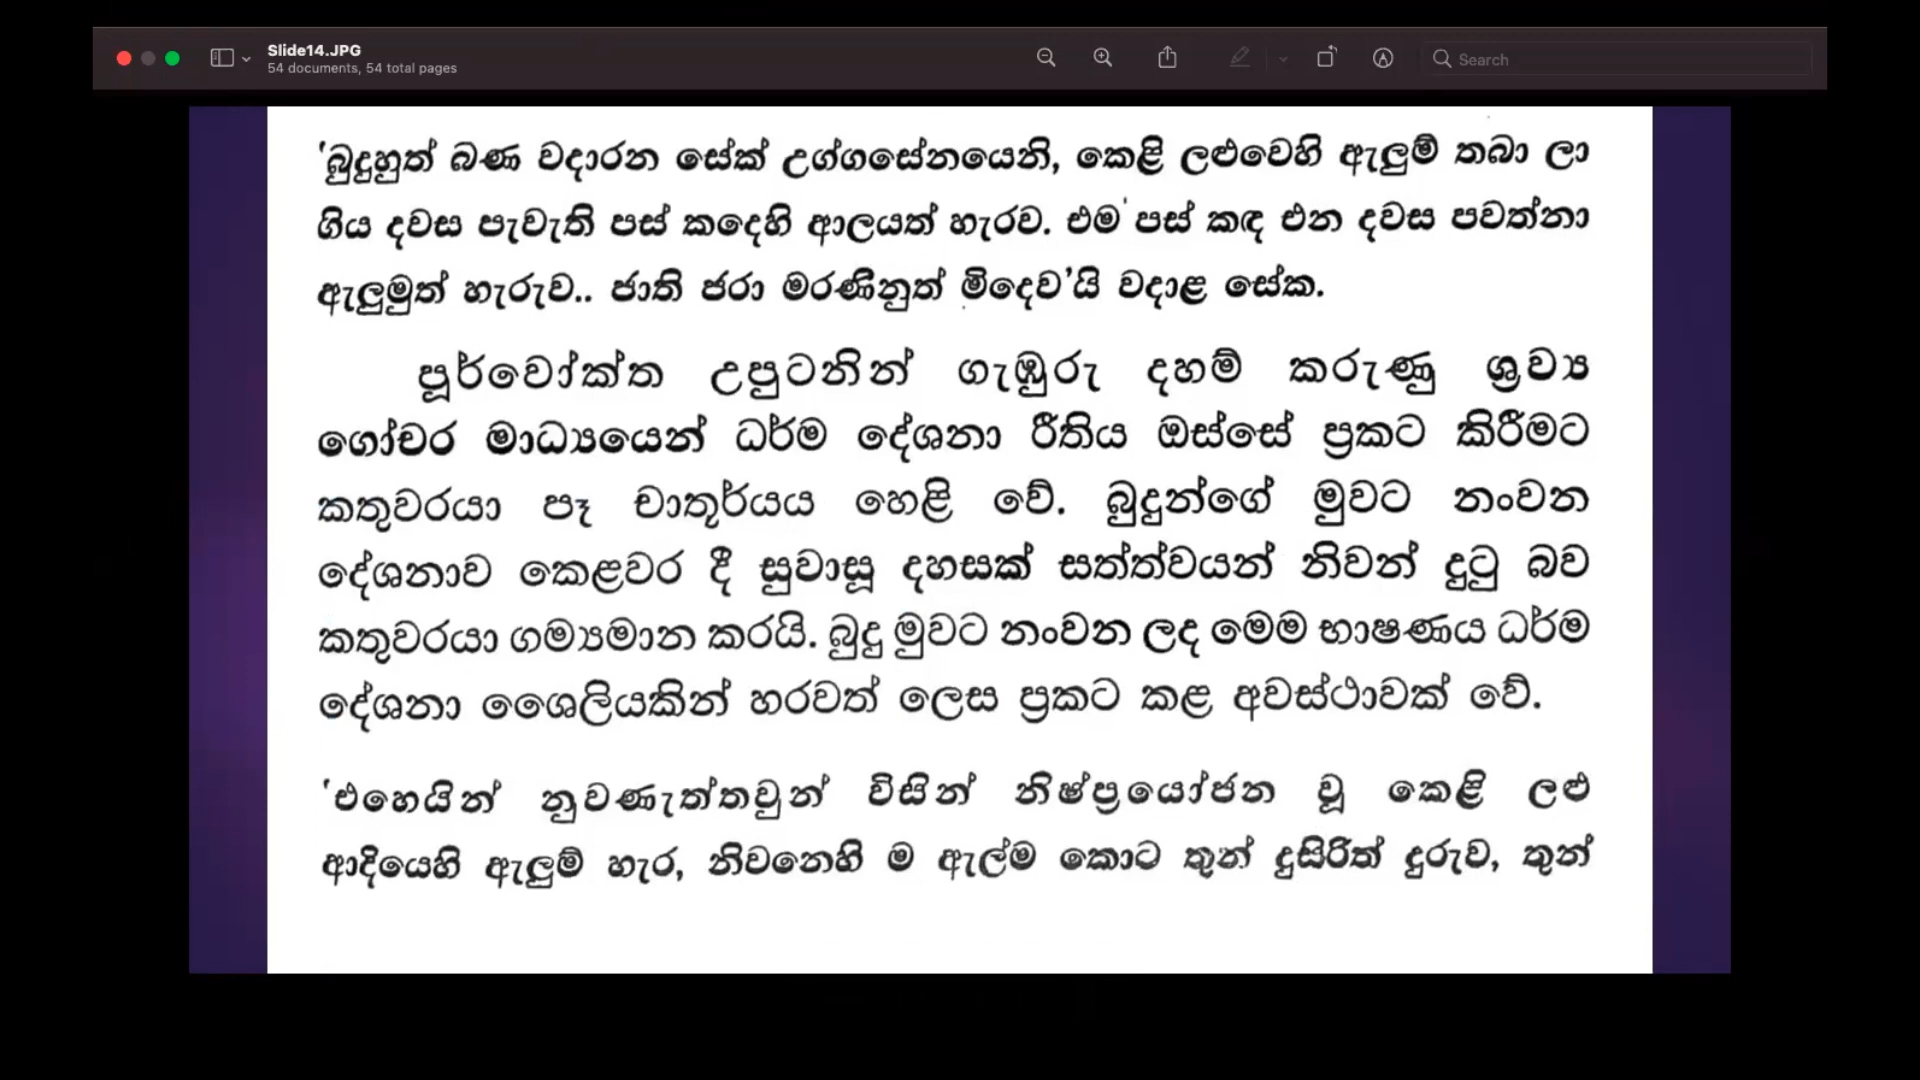 Slide14.JPG
54 documents, 54 total pages
Search
'බුදුහුත් බණ වදාරන සේක් උග්ගසේනයෙනි, කෙළි ලළුවෙහි ඇලුම් තබා ලා
ගිය දවස පැවැති පස් කදෙහි ආලයත් හැරව. එම පස් කඳ එන දවස පවත්නා
ඇලුමුත් හැරුව.. ජාති ජරා මරණිනුත් මිදෙව'යි වදාළ සේක.
පූර්වෝක්ත උපුටනින් ගැඹුරු දහම් කරුණු ශ්‍රව්‍ය
ගෝචර මාධ්‍යයෙන් ධර්ම දේශනා රීතිය ඔස්සේ ප්‍රකට කිරීමට
කතුවරයා පෑ චාතූර්යය හෙළි වේ. බුදුන්ගේ මුවට නංවන
දේශනාව කෙළවර දී සුවාසූ දහසක් සත්ත්වයන් නිවන් දුටු බව
කතුවරයා ගම්‍යමාන කරයි. බුදු මුවට නංවන ලද මෙම භාෂණය ධර්ම
දේශනා ශෛලියකින් හරවත් ලෙස ප්‍රකට කළ අවස්ථාවක් වේ.
'එහෙයින් නුවණැත්තවුන් විසින් නිෂ්ප්‍රයෝජන වූ කෙළි ලළු
ආදියෙහි ඇලුම් හැර, නිවනෙහි ම ඇල්ම කොට තුන් දුසිරිත් දුරුව, තුන්